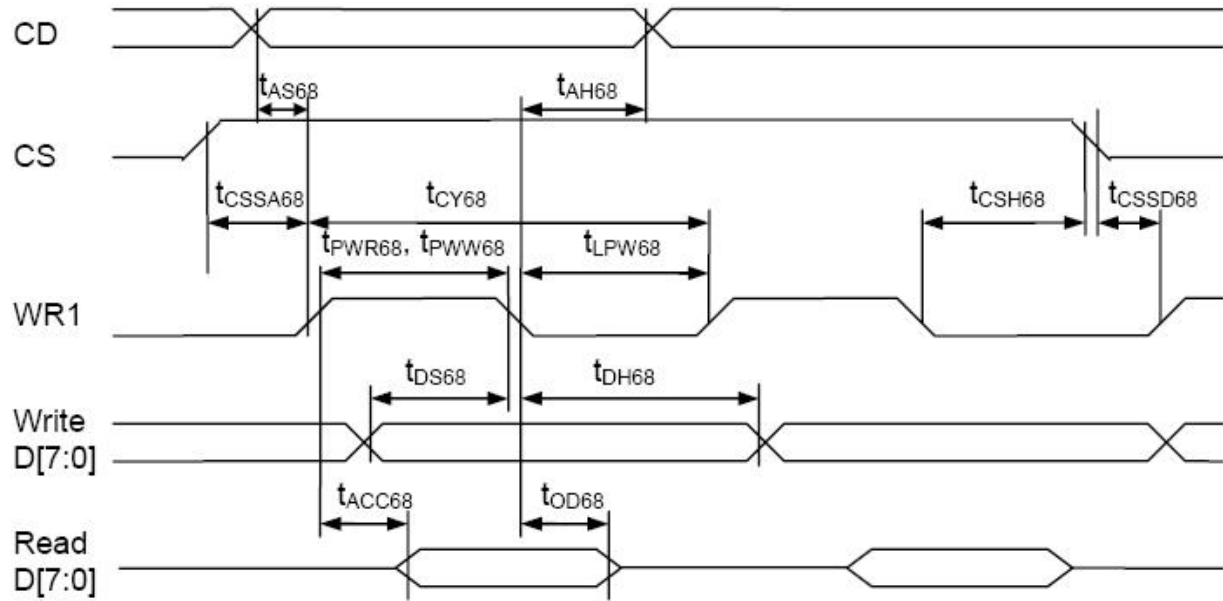 CD
tAS68 tAH68
CS
tCSSA68 tCY68 tCSH68 tCSSD68
tPWR68, tPWW68 tLPW68
WR1
tDS68 tDH68
Write
D[7:0]
tACC68 tOD68
Read
D[7:0]